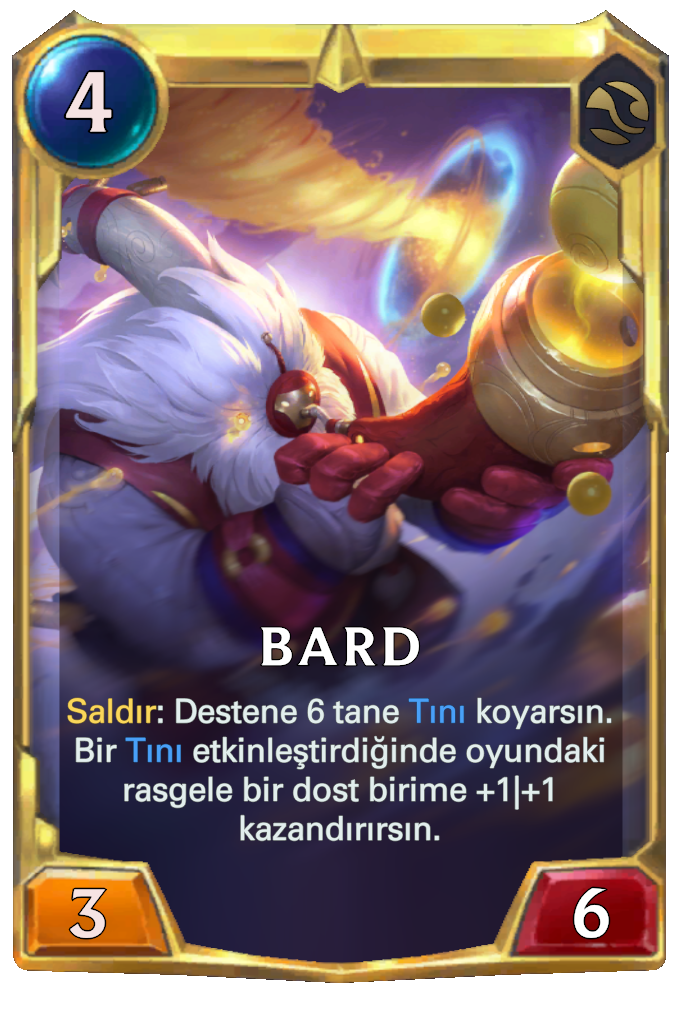 4
BARD
Saldır: Destene 6 tane Tını koyarsın.
Bir Tını etkinleştirdiğinde oyundaki
rasgele bir dost birime +1|+1
kazandırırsın.
3
6